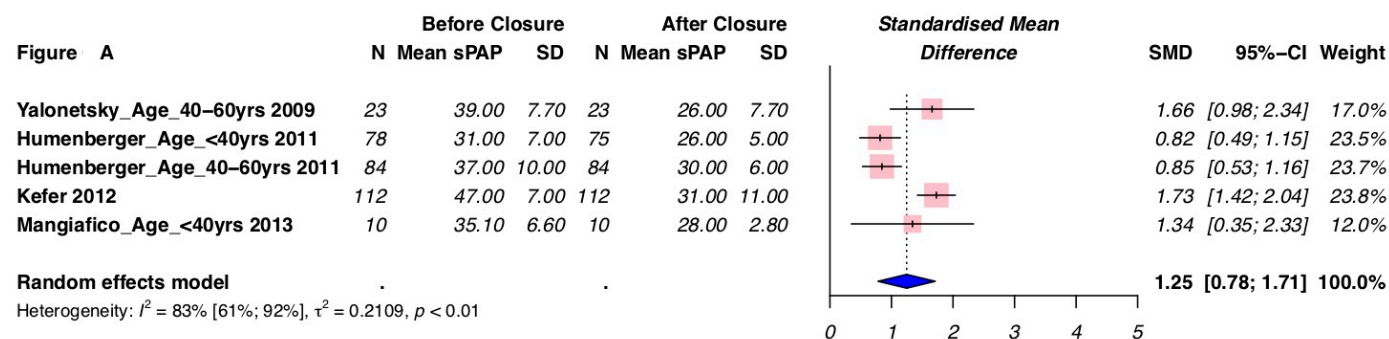 Before Closure After Closure Standardised Mean
Figure A N Mean sPAP SD N Mean sPAP SD Difference SMD 95%−CI Weight
Yalonetsky_Age_40−60yrs 2009 23 39.00 7.70 23 26.00 7.70 1.66 [0.98; 2.34] 17.0%
Humenberger_Age_<40yrs 2011 78 31.00 7.00 75 26.00 5.00 0.82 [0.49; 1.15] 23.5%
Humenberger_Age_40−60yrs 2011 84 37.00 10.00 84 30.00 6.00 0.85 [0.53; 1.16] 23.7%
Kefer 2012 112 47.00 7.00 112 31.00 11.00 1.73 [1.42; 2.04] 23.8%
Mangiafico_Age_<40yrs 2013 10 35.10 6.60 10 28.00 2.80 1.34 [0.35; 2.33] 12.0%
Random effects model . . 1.25 [0.78; 1.71] 100.0%
Heterogeneity: I² = 83% [61%; 92%], τ² = 0.2109, p < 0.01
0 1 2 3 4 5